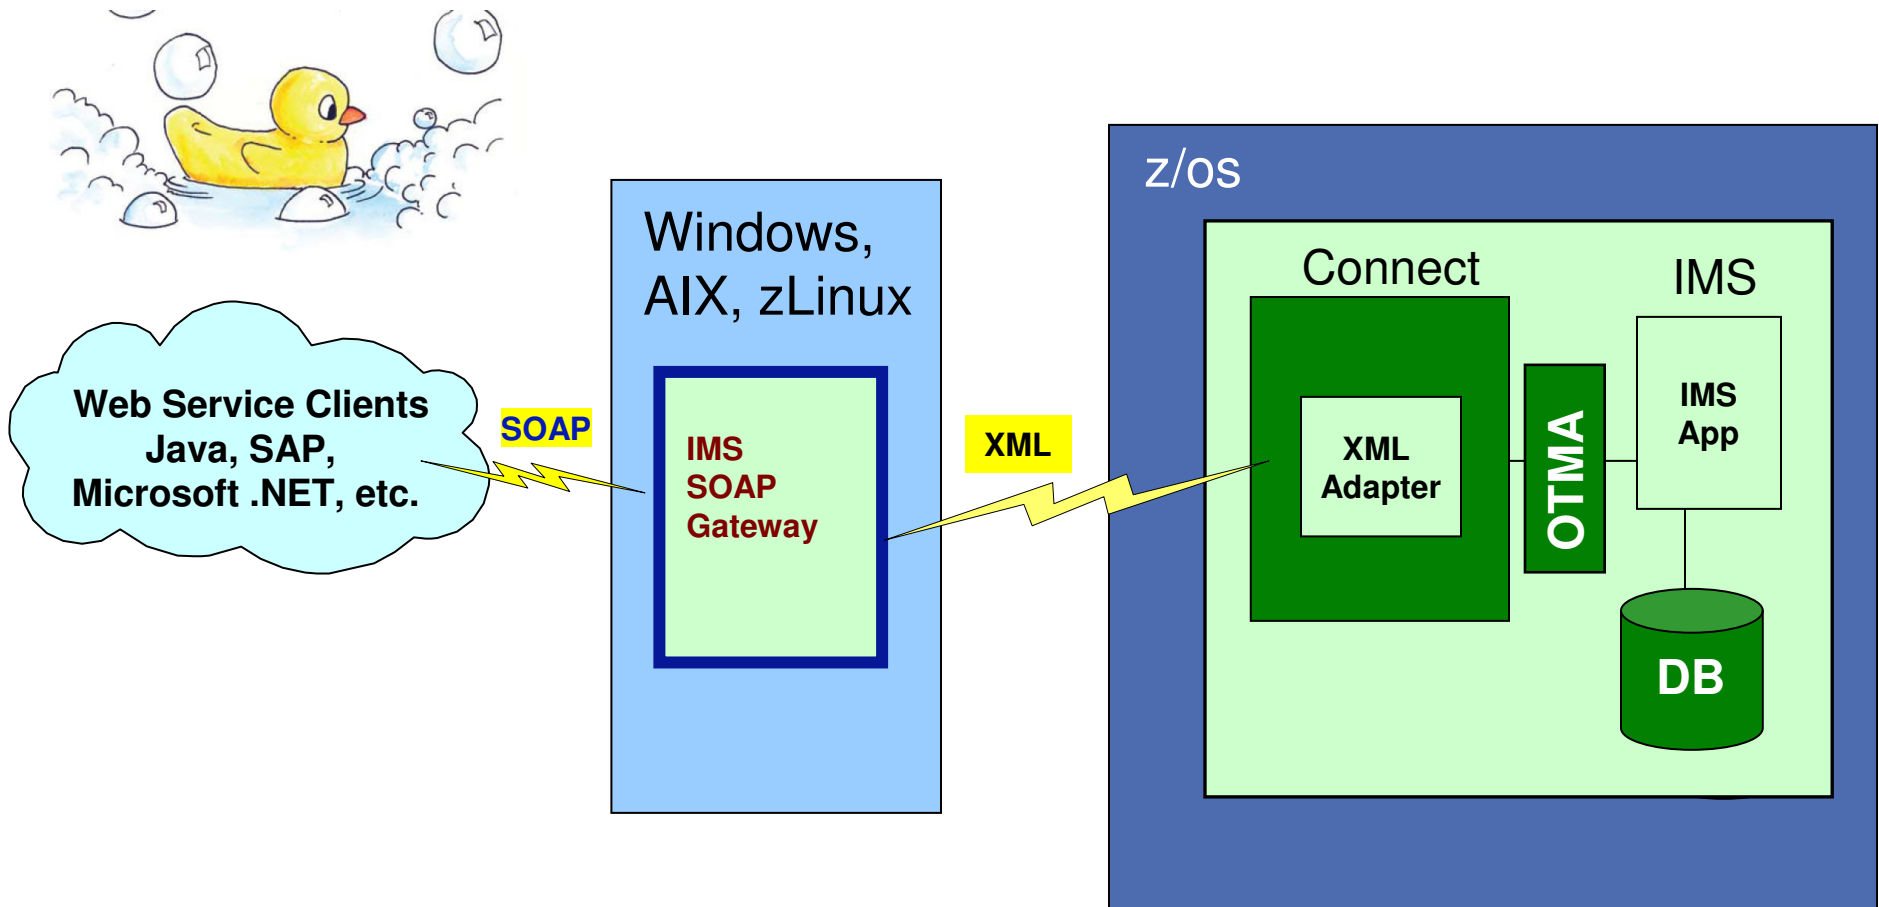 Web Service Clients
Java, SAP,
Microsoft .NET, etc.
SOAP
Windows,
AIX, zLinux
IMS
SOAP
Gateway
XML
z/os
Connect
XML
Adapter
OTMA
IMS
IMS
App
DB